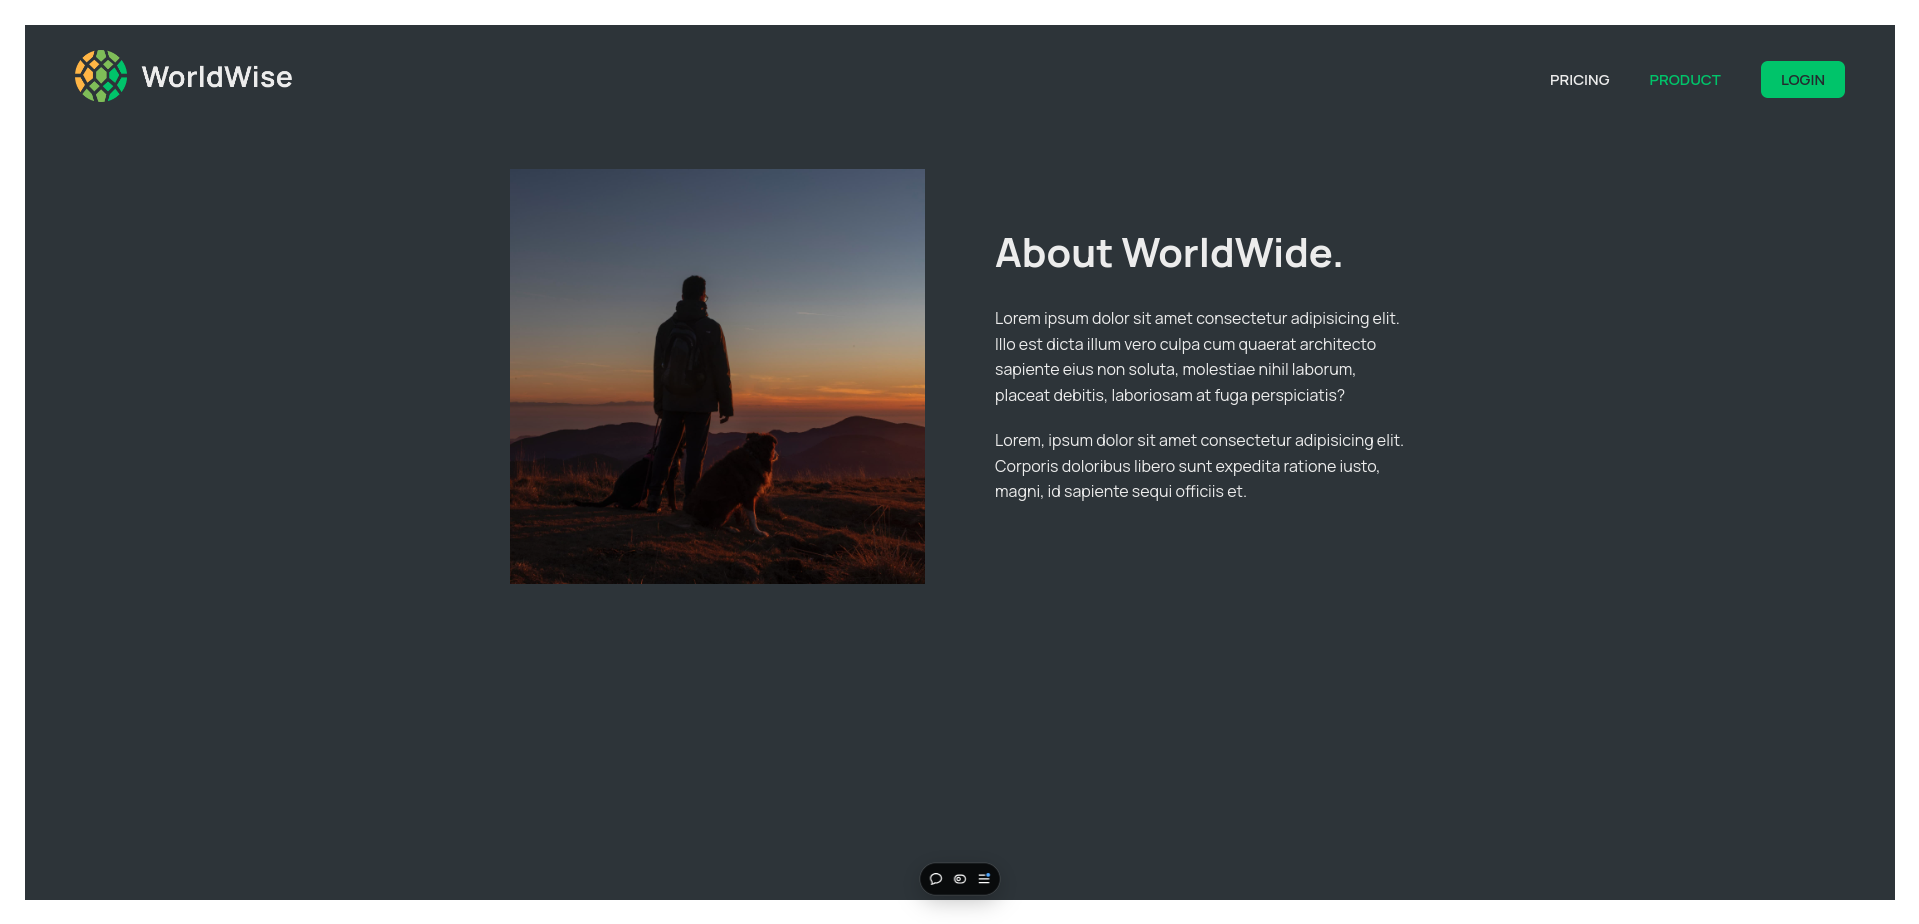 WorldWise
PRICING
PRODUCT
LOGIN
About WorldWide.
Lorem ipsum dolor sit amet consectetur adipisicing elit.
Illo est dicta illum vero culpa cum quaerat architecto
sapiente eius non soluta, molestiae nihil laborum,
placeat debitis, laboriosam at fuga perspiciatis?
Lorem, ipsum dolor sit amet consectetur adipisicing elit.
Corporis doloribus libero sunt expedita ratione iusto,
magni, id sapiente sequi officiis et.